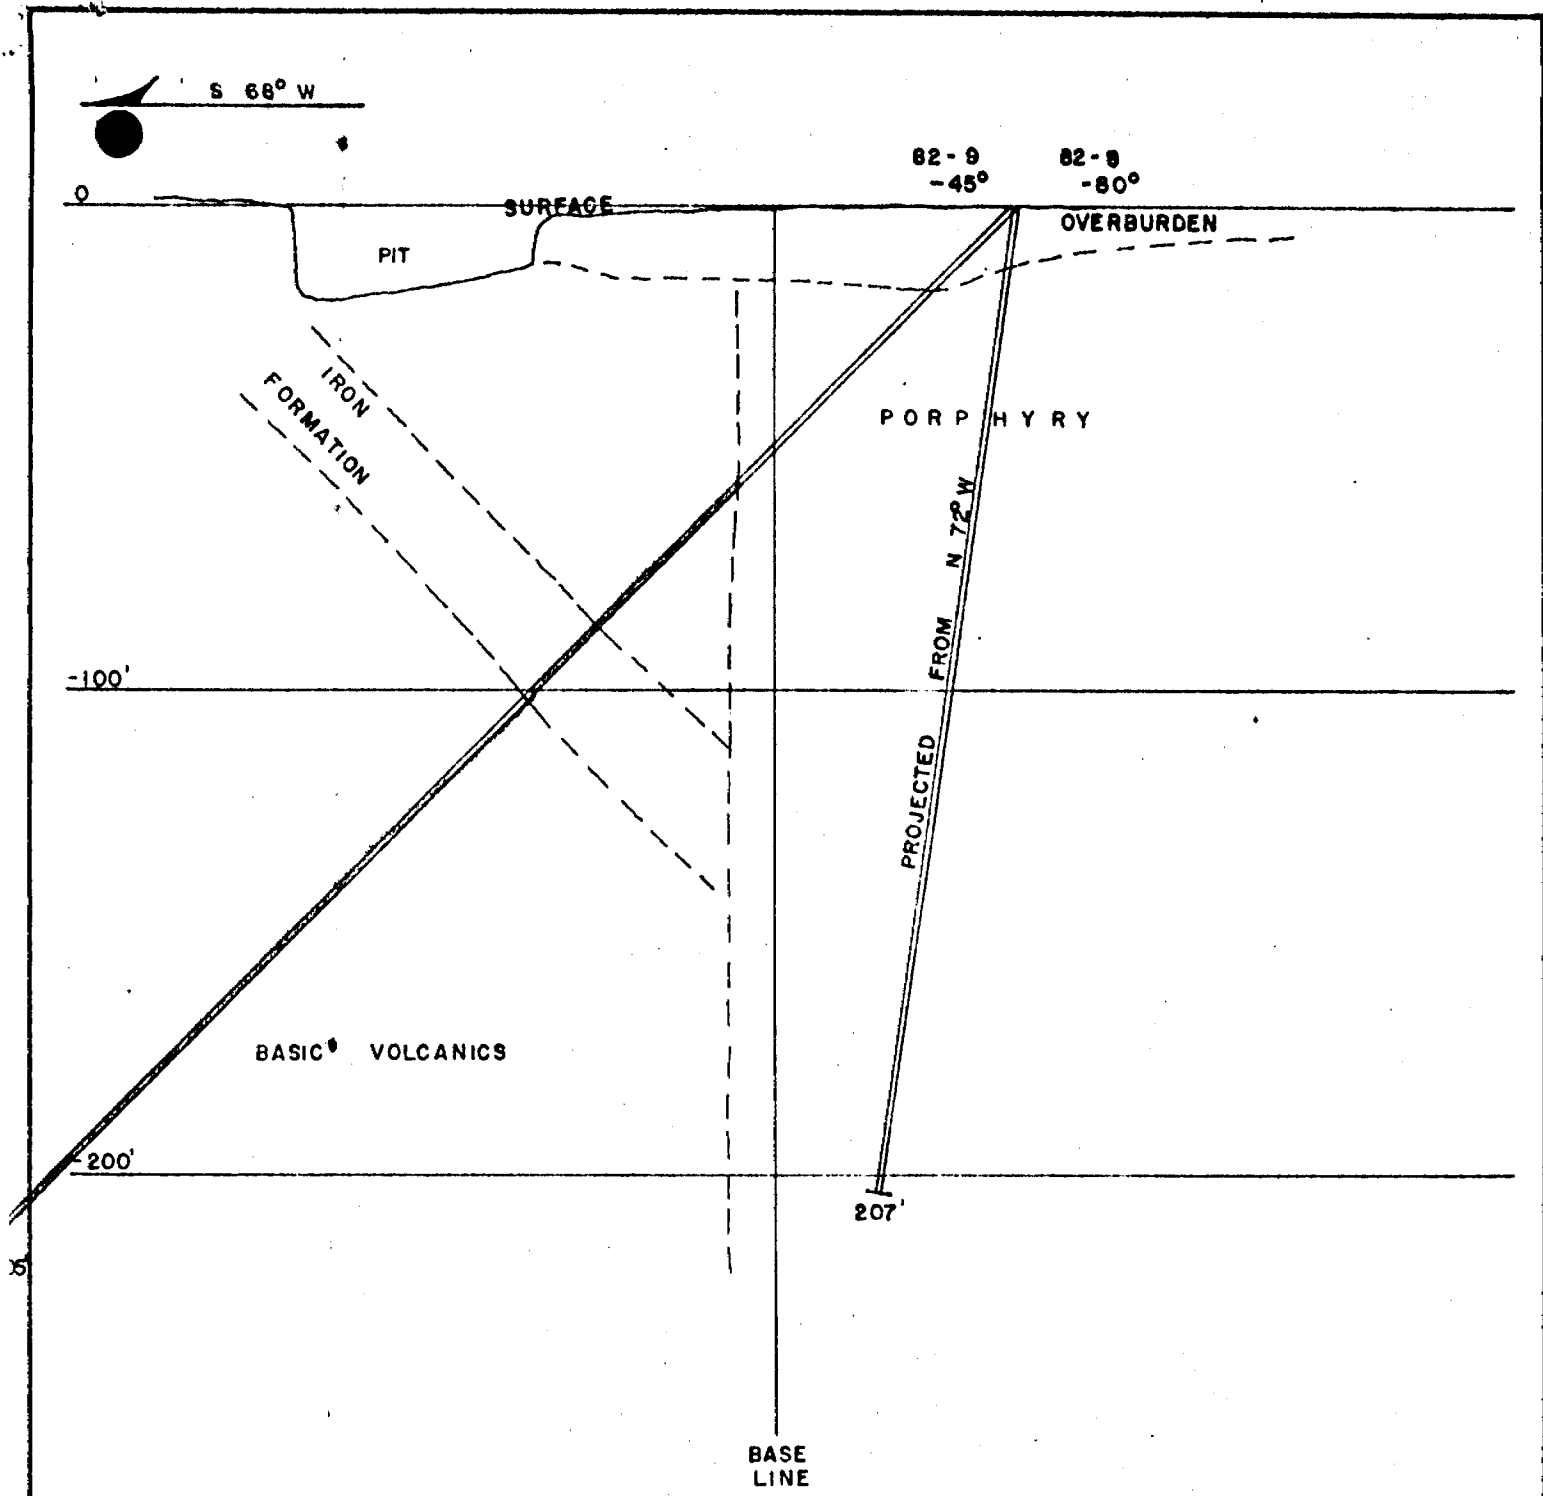 S 68° W
82-9
-45°
82-8
-80°
0
SURFACE
OVERBURDEN
PIT
IRON
FORMATION
PORPHYRY
PROJECTED FROM N 72° W
-100'
BASIC VOLCANICS
-200'
207'
BASE
LINE